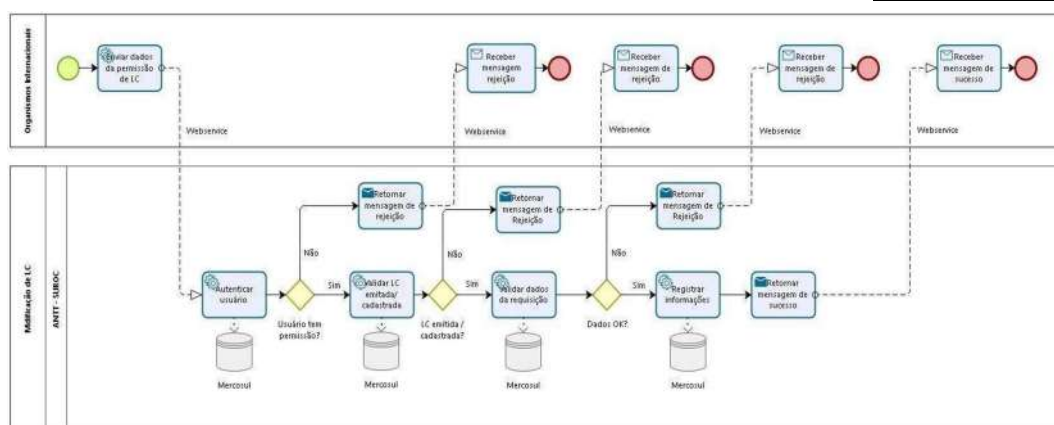 Organismos Internacionais
Enviar dados
da permissão
de LC
Receber
mensagem
rejeição
Receber
mensagem de
rejeição
Receber
mensagem de
rejeição
Receber
mensagem de
sucesso
Webservice
Webservice
Webservice
Webservice
Webservice
Mdificação de LC
ANTT - SUROC
Retornar
mensagem de
rejeição
Retornar
mensagem de
Rejeição
Retornar
mensagem de
Rejeição
Não
Não
Não
Autenticar
usuário
Sim
Validar LC
emitida/
cadastrada
Sim
Validar dados
da requisição
Sim
Registrar
informações
Retornar
mensagem de
sucesso
Usuário tem
permissão?
LC emitida /
cadastrada?
Dados OK?
Mercosul
Mercosul
Mercosul
Mercosul